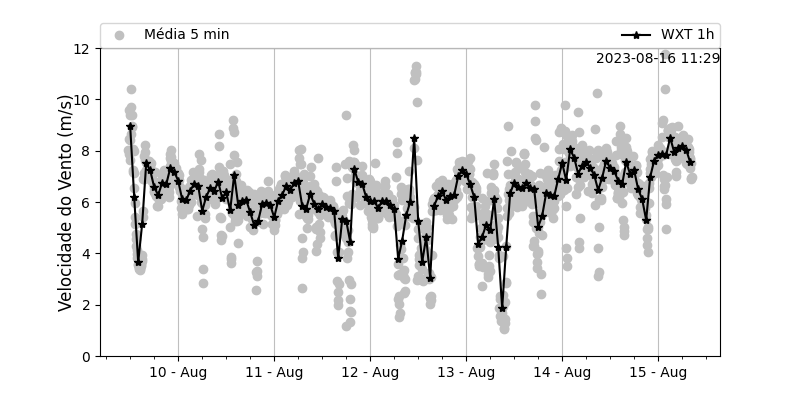 Média 5 min
WXT 1h
2023-08-16 11:29
Velocidade do Vento (m/s)
12
10
8
6
4
2
0
10 - Aug
11 - Aug
12 - Aug
13 - Aug
14 - Aug
15 - Aug